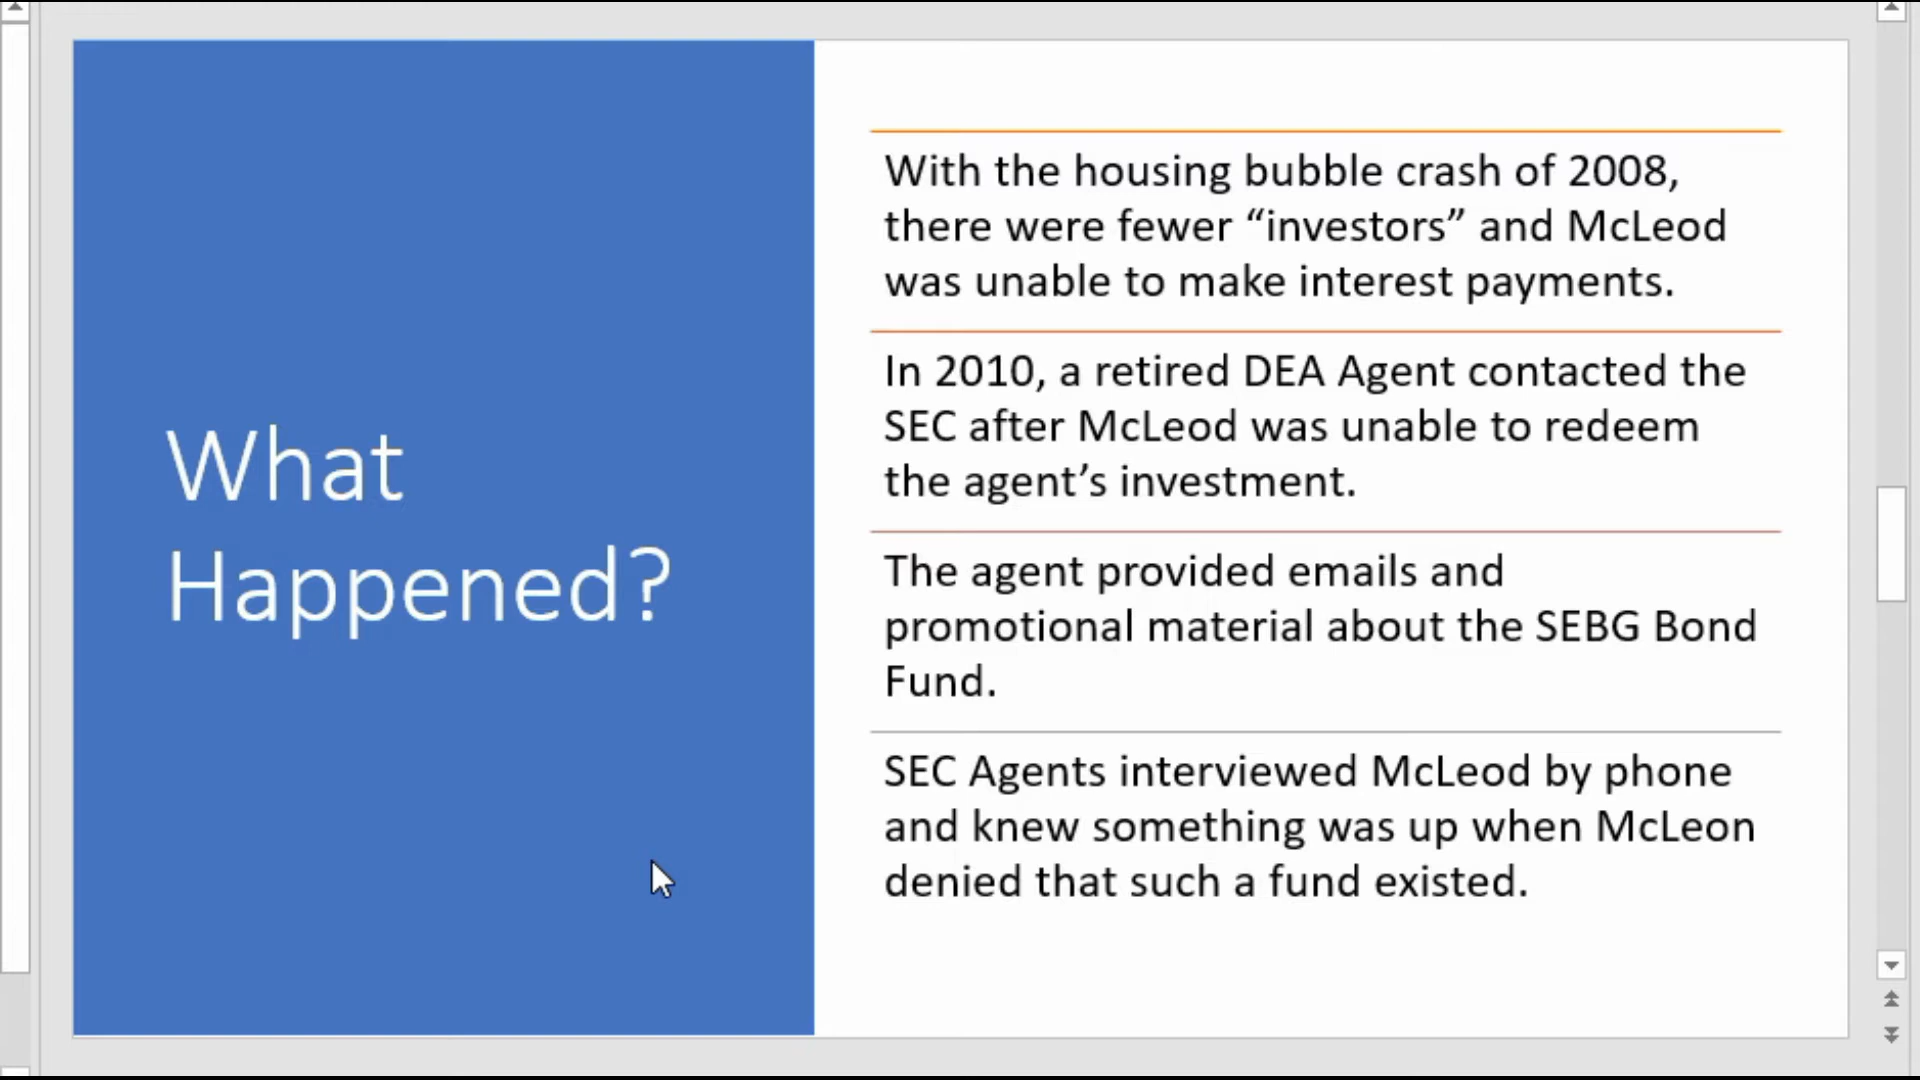 What
Happened?
With the housing bubble crash of 2008,
there were fewer “investors” and McLeod
was unable to make interest payments.
In 2010, a retired DEA Agent contacted the
SEC after McLeod was unable to redeem
the agent’s investment.
The agent provided emails and
promotional material about the SEBG Bond
Fund.
SEC Agents interviewed McLeod by phone
and knew something was up when McLeon
denied that such a fund existed.